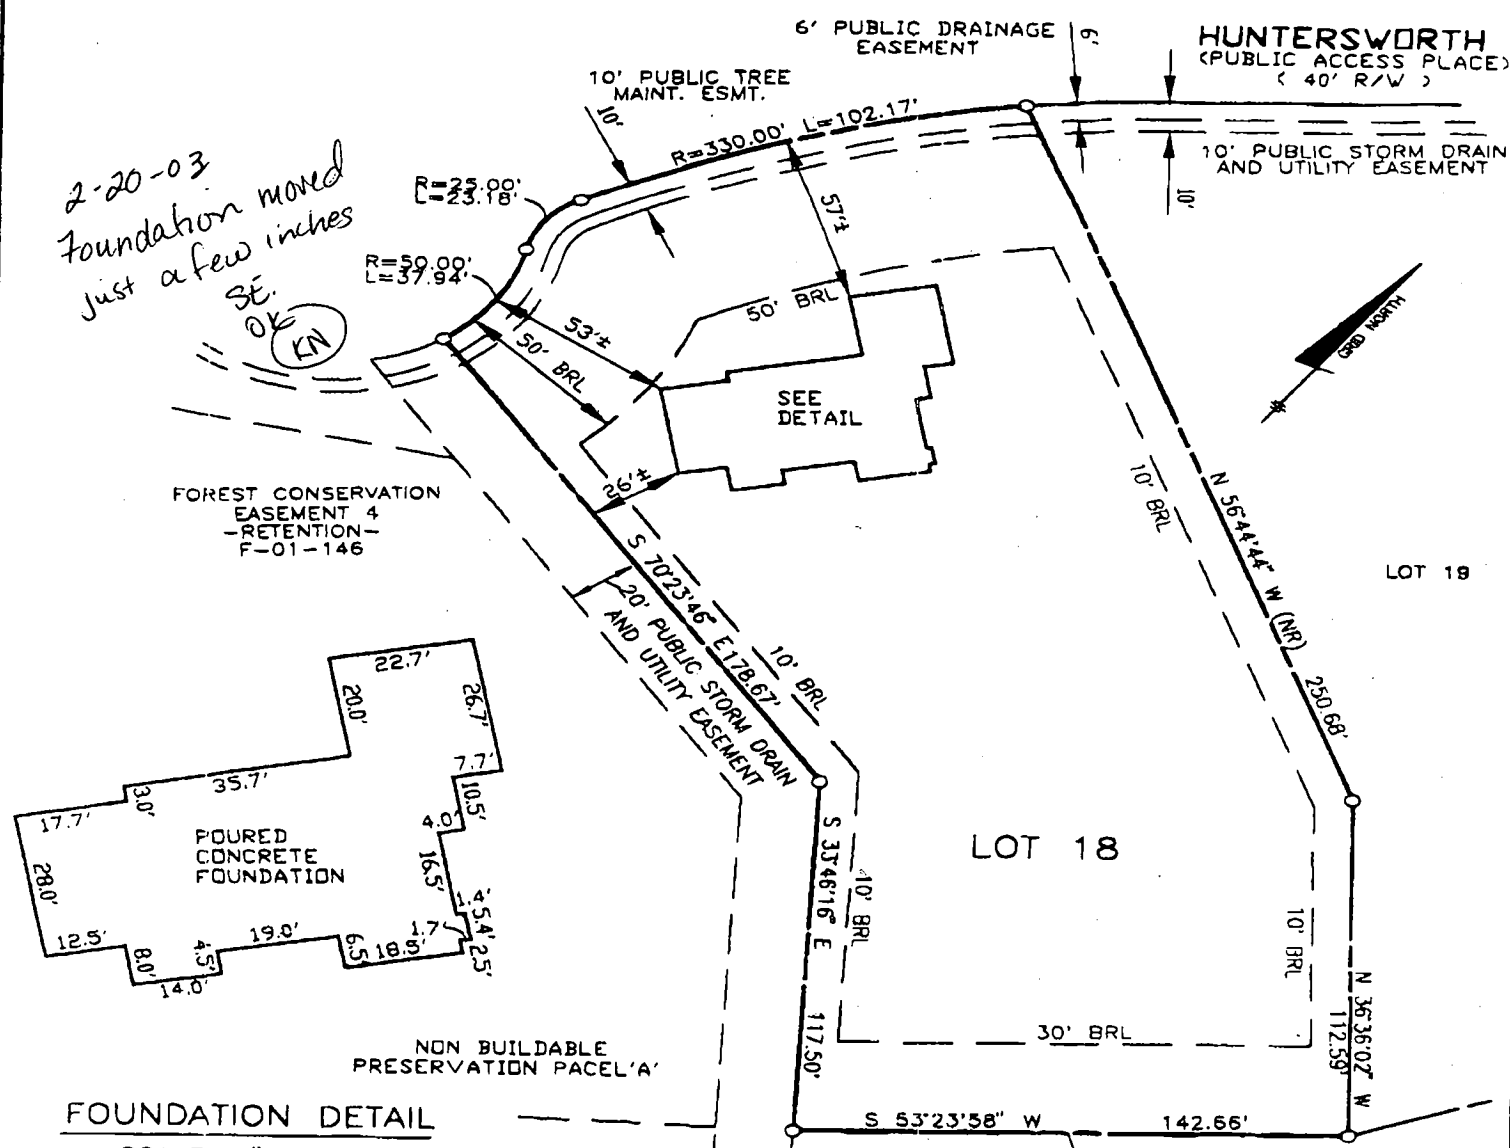 6' PUBLIC DRAINAGE
EASEMENT
6'
HUNTERSWORTH
(PUBLIC ACCESS PLACE)
( 40' R/W )
10' PUBLIC TREE
MAINT. ESMT.
10'
R=330.00' L=102.17'
10' PUBLIC STORM DRAIN
AND UTILITY EASEMENT
10'
2-20-03
Foundation moved
just a few inches
SE.
OK
KN
R=25.00'
L=23.18'
R=50.00'
L=37.94'
57'±
50' BRL
53'±
50' BRL
GRID NORTH
SEE
DETAIL
26'±
10' BRL
N 56°44'44" W (NR)
250.68'
LOT 19
FOREST CONSERVATION
EASEMENT 4
-RETENTION-
F-01-146
S 70°23'46" E 178.67'
20' PUBLIC STORM DRAIN
AND UTILITY EASEMENT
10' BRL
22.7'
20.0'
26.7'
7.7'
35.7'
3.0'
10.5'
17.7'
4.0'
POURED
CONCRETE
FOUNDATION
16.5'
28.0'
1.4'
5.4'
1.7'
12.5'
19.0'
8.0'
4.5'
6.5'
18.5'
2.5'
14.0'
LOT 18
S 33°46'16" E
117.50'
10' BRL
10' BRL
30' BRL
N 36°36'02" W
112.59'
NON BUILDABLE
PRESERVATION PACEL'A'
FOUNDATION DETAIL
S 53°23'58" W 142.66'